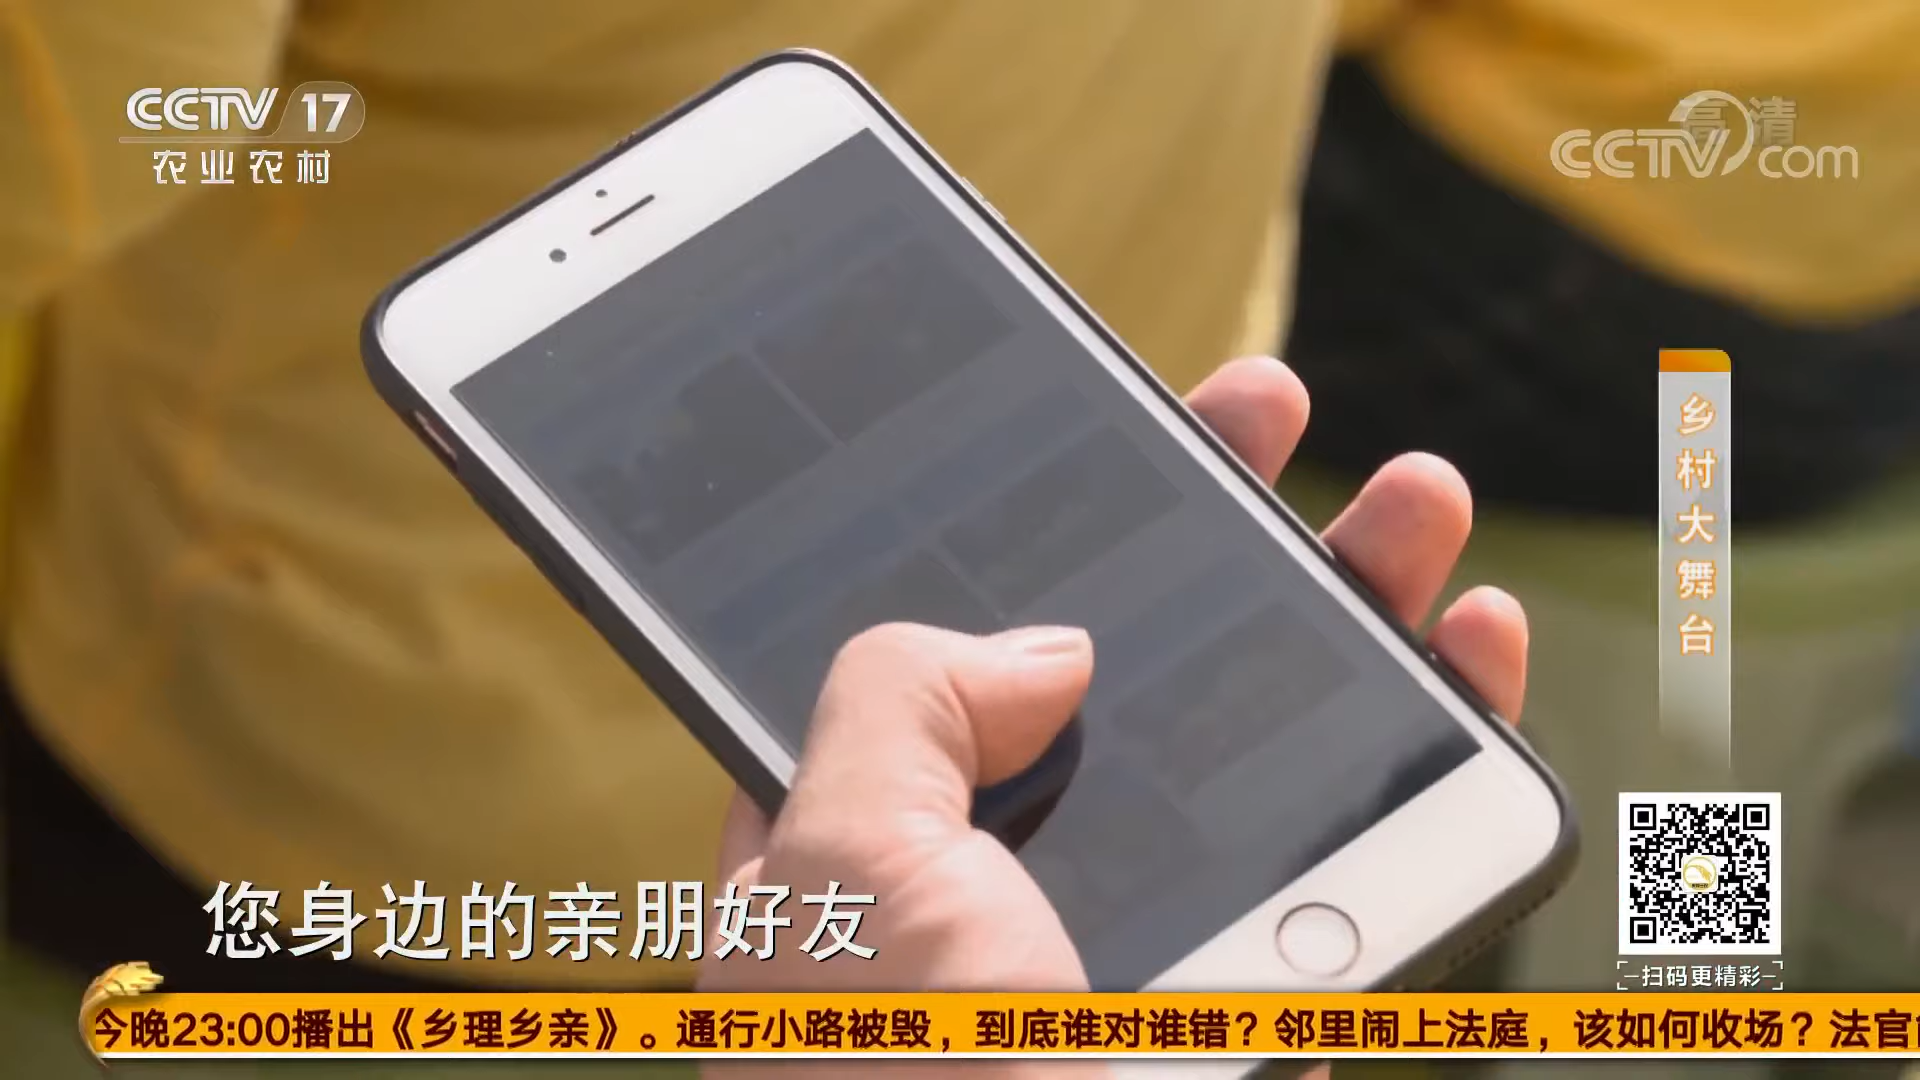 CCTV 17
农业农村
高清
CCTV.com
乡村大舞台
您身边的亲朋好友
扫码更精彩
今晚23:00播出《乡理乡亲》。通行小路被毁，到底谁对谁错？邻里闹上法庭，该如何收场？法官